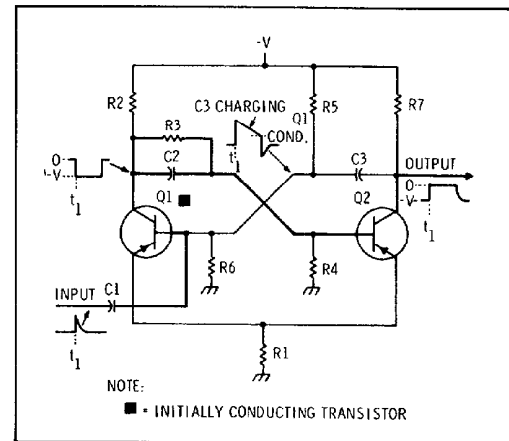 -V
R2
R5
R7
C3 CHARGING
Q1
COND.
R3
C2
t1
C3
OUTPUT
0
-V
t1
Q1
Q2
0
-V
t1
R6
R4
C1
INPUT
t1
R1
NOTE:
■ = INITIALLY CONDUCTING TRANSISTOR